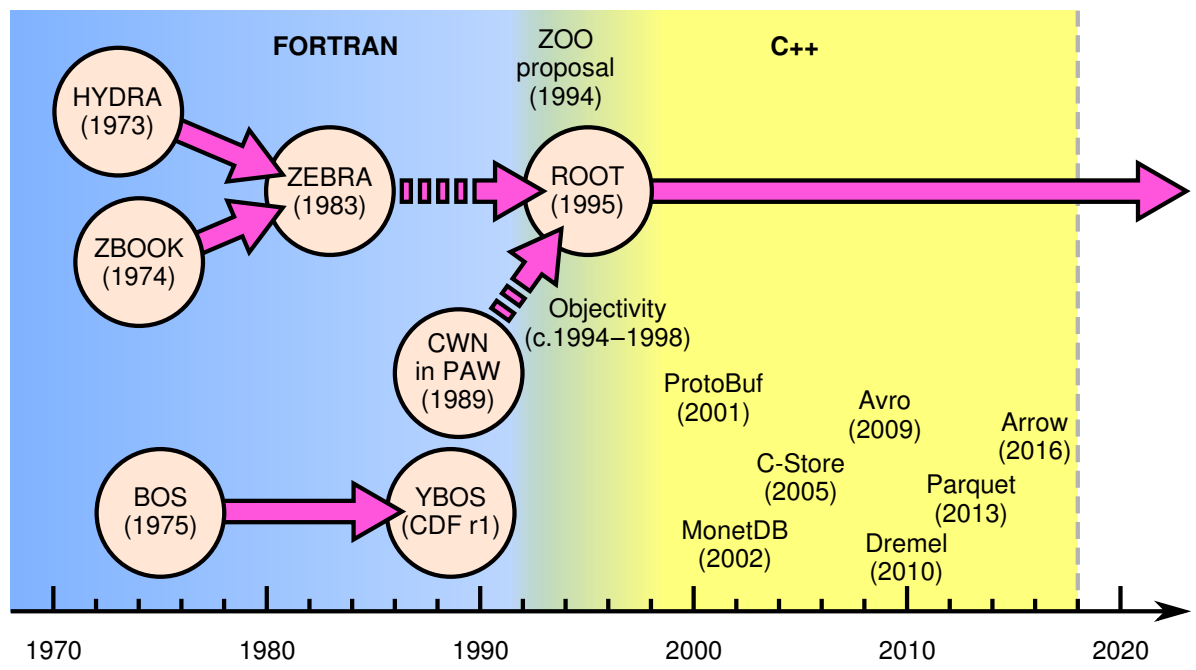 FORTRAN
C++
ZOO
proposal
(1994)
HYDRA
(1973)
ZEBRA
(1983)
ROOT
(1995)
ZBOOK
(1974)
Objectivity
(c.1994–1998)
CWN
in PAW
(1989)
ProtoBuf
(2001)
Avro
(2009)
Arrow
(2016)
C-Store
(2005)
Parquet
(2013)
BOS
(1975)
YBOS
(CDF r1)
MonetDB
(2002)
Dremel
(2010)
1970 1980 1990 2000 2010 2020